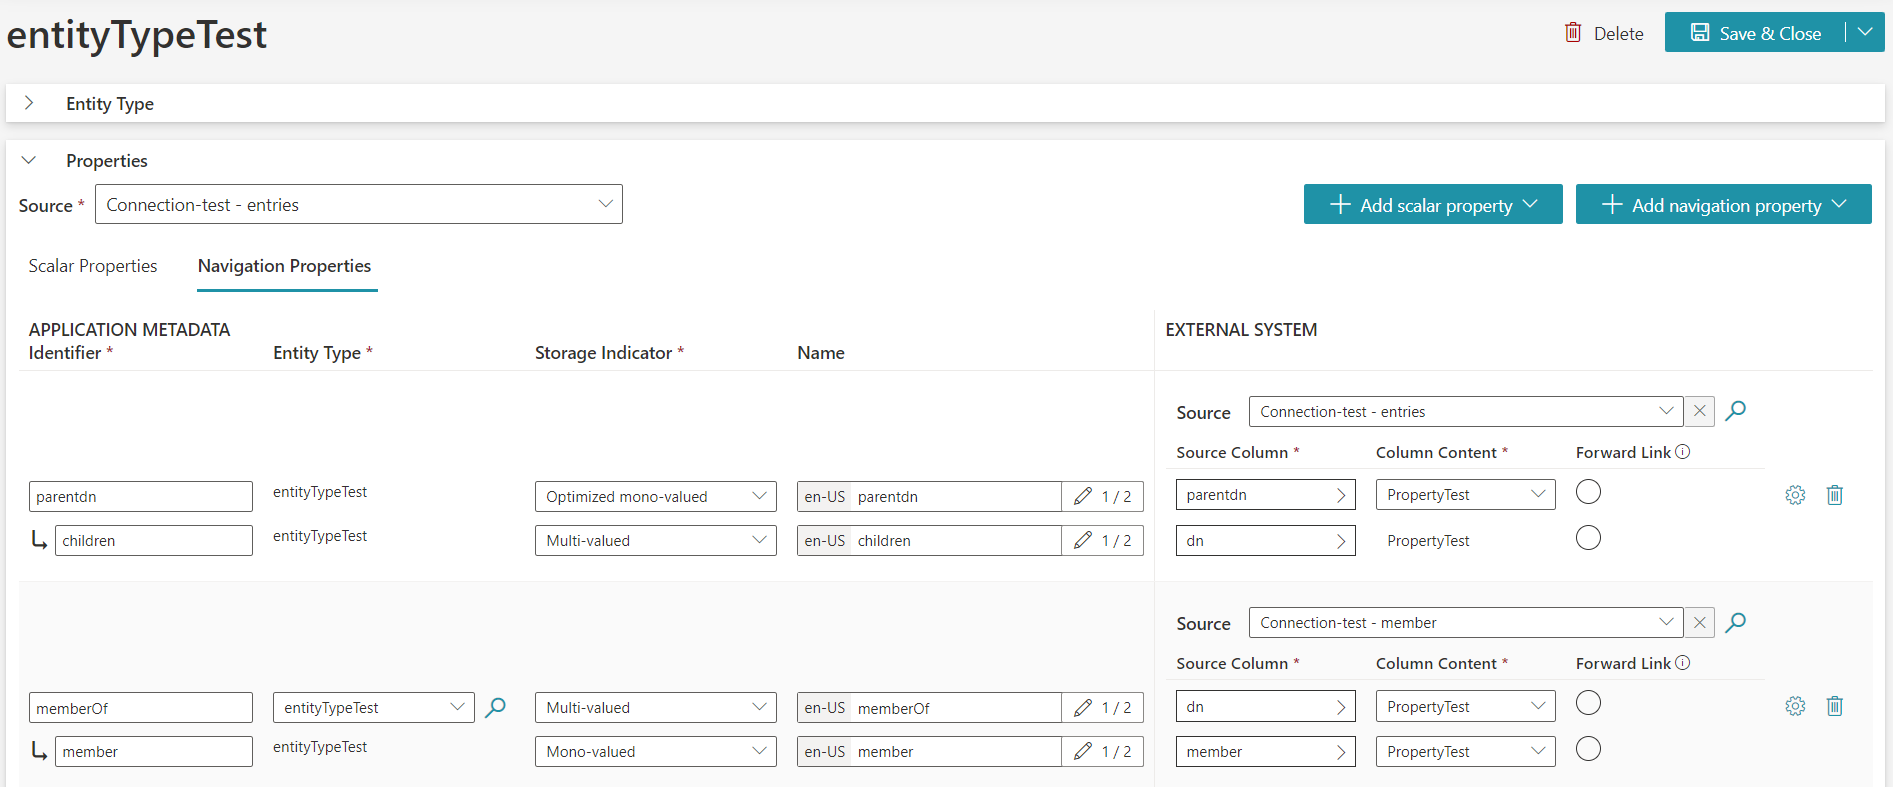 entityTypeTest
Delete
Save & Close
Entity Type
Properties
Source * Connection-test - entries
Add scalar property
Add navigation property
Scalar Properties Navigation Properties
APPLICATION METADATA
EXTERNAL SYSTEM
Identifier * Entity Type * Storage Indicator * Name
Source Connection-test - entries
Source Column * Column Content * Forward Link
parentdn entityTypeTest Optimized mono-valued en-US parentdn 1 / 2 parentdn PropertyTest
children entityTypeTest Multi-valued en-US children 1 / 2 dn PropertyTest
Source Connection-test - member
Source Column * Column Content * Forward Link
memberOf entityTypeTest Multi-valued en-US memberOf 1 / 2 dn PropertyTest
member entityTypeTest Mono-valued en-US member 1 / 2 member PropertyTest